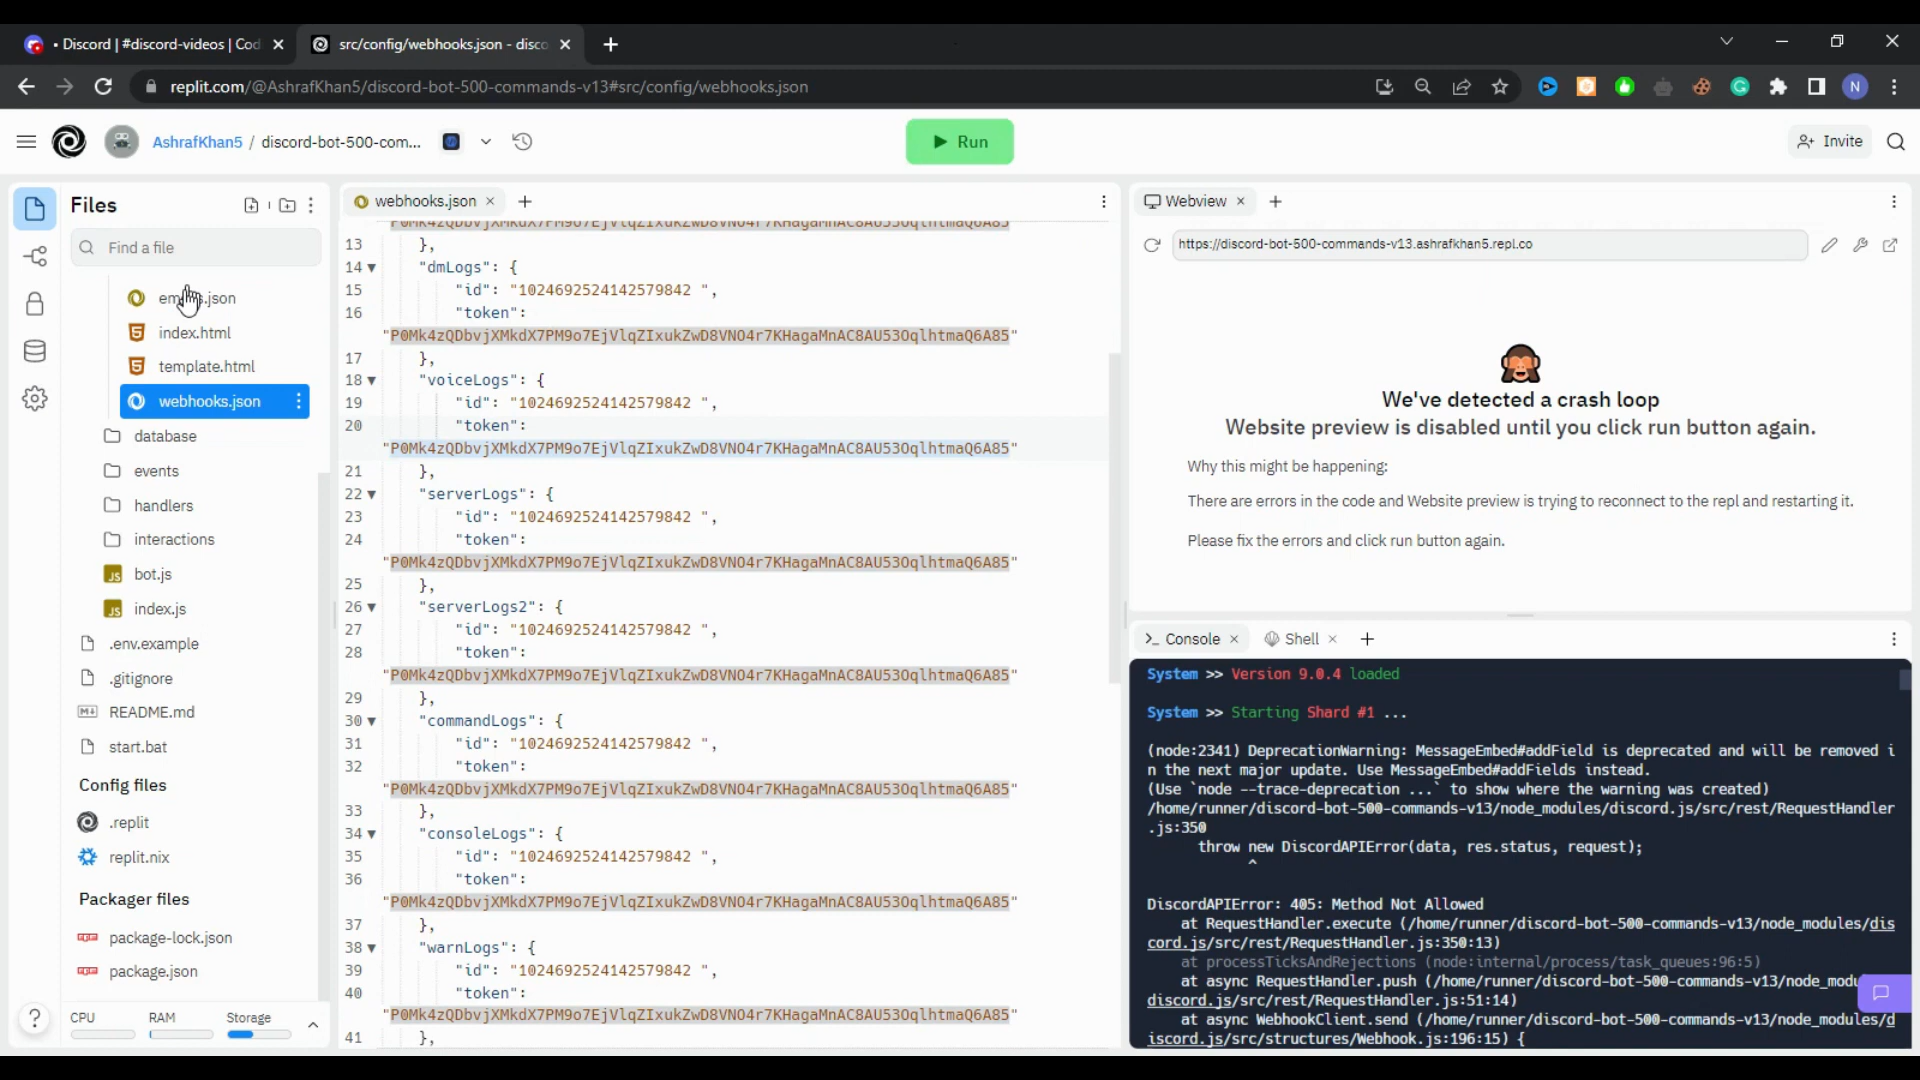 • Discord | #discord-videos | Cod
src/config/webhooks.json - disco
replit.com/@AshrafKhan5/discord-bot-500-commands-v13#src/config/webhooks.json
N
AshrafKhan5 / discord-bot-500-com...
Run
Invite
Files
Find a file
index.html
template.html
webhooks.json
database
events
handlers
interactions
JS bot.js
JS index.js
.env.example
.gitignore
README.md
start.bat
Config files
.replit
replit.nix
Packager files
package-lock.json
package.json
CPU RAM Storage
?
webhooks.json
13 },
14 "dmLogs": {
15 "id": "1024692524142579842 ",
16 "token":
"P0Mk4zQDbvjXMkdX7PM9o7EjVlqZIxukZwD8VNO4r7KHagaMnAC8AU53OqlhtmaQ6A85"
17 },
18 "voiceLogs": {
19 "id": "1024692524142579842 ",
20 "token":
"P0Mk4zQDbvjXMkdX7PM9o7EjVlqZIxukZwD8VNO4r7KHagaMnAC8AU53OqlhtmaQ6A85"
21 },
22 "serverLogs": {
23 "id": "1024692524142579842 ",
24 "token":
"P0Mk4zQDbvjXMkdX7PM9o7EjVlqZIxukZwD8VNO4r7KHagaMnAC8AU53OqlhtmaQ6A85"
25 },
26 "serverLogs2": {
27 "id": "1024692524142579842 ",
28 "token":
"P0Mk4zQDbvjXMkdX7PM9o7EjVlqZIxukZwD8VNO4r7KHagaMnAC8AU53OqlhtmaQ6A85"
29 },
30 "commandLogs": {
31 "id": "1024692524142579842 ",
32 "token":
"P0Mk4zQDbvjXMkdX7PM9o7EjVlqZIxukZwD8VNO4r7KHagaMnAC8AU53OqlhtmaQ6A85"
33 },
34 "consoleLogs": {
35 "id": "1024692524142579842 ",
36 "token":
"P0Mk4zQDbvjXMkdX7PM9o7EjVlqZIxukZwD8VNO4r7KHagaMnAC8AU53OqlhtmaQ6A85"
37 },
38 "warnLogs": {
39 "id": "1024692524142579842 ",
40 "token":
"P0Mk4zQDbvjXMkdX7PM9o7EjVlqZIxukZwD8VNO4r7KHagaMnAC8AU53OqlhtmaQ6A85"
41 },
Webview
https://discord-bot-500-commands-v13.ashrafkhan5.repl.co
We've detected a crash loop
Website preview is disabled until you click run button again.
Why this might be happening:
There are errors in the code and Website preview is trying to reconnect to the repl and restarting it.
Please fix the errors and click run button again.
>_ Console
Shell
System >> Version 9.0.4 loaded
System >> Starting Shard #1 ...
(node:2341) DeprecationWarning: MessageEmbed#addField is deprecated and will be removed i
n the next major update. Use MessageEmbed#addFields instead.
(Use `node --trace-deprecation ...` to show where the warning was created)
/home/runner/discord-bot-500-commands-v13/node_modules/discord.js/src/rest/RequestHandler
.js:350
throw new DiscordAPIError(data, res.status, request);
^
DiscordAPIError: 405: Method Not Allowed
at RequestHandler.execute (/home/runner/discord-bot-500-commands-v13/node_modules/dis
cord.js/src/rest/RequestHandler.js:350:13)
at processTicksAndRejections (node:internal/process/task_queues:96:5)
at async RequestHandler.push (/home/runner/discord-bot-500-commands-v13/node_modu
discord.js/src/rest/RequestHandler.js:51:14)
at async WebhookClient.send (/home/runner/discord-bot-500-commands-v13/node_modules/d
iscord.js/src/structures/Webhook.js:196:15) {